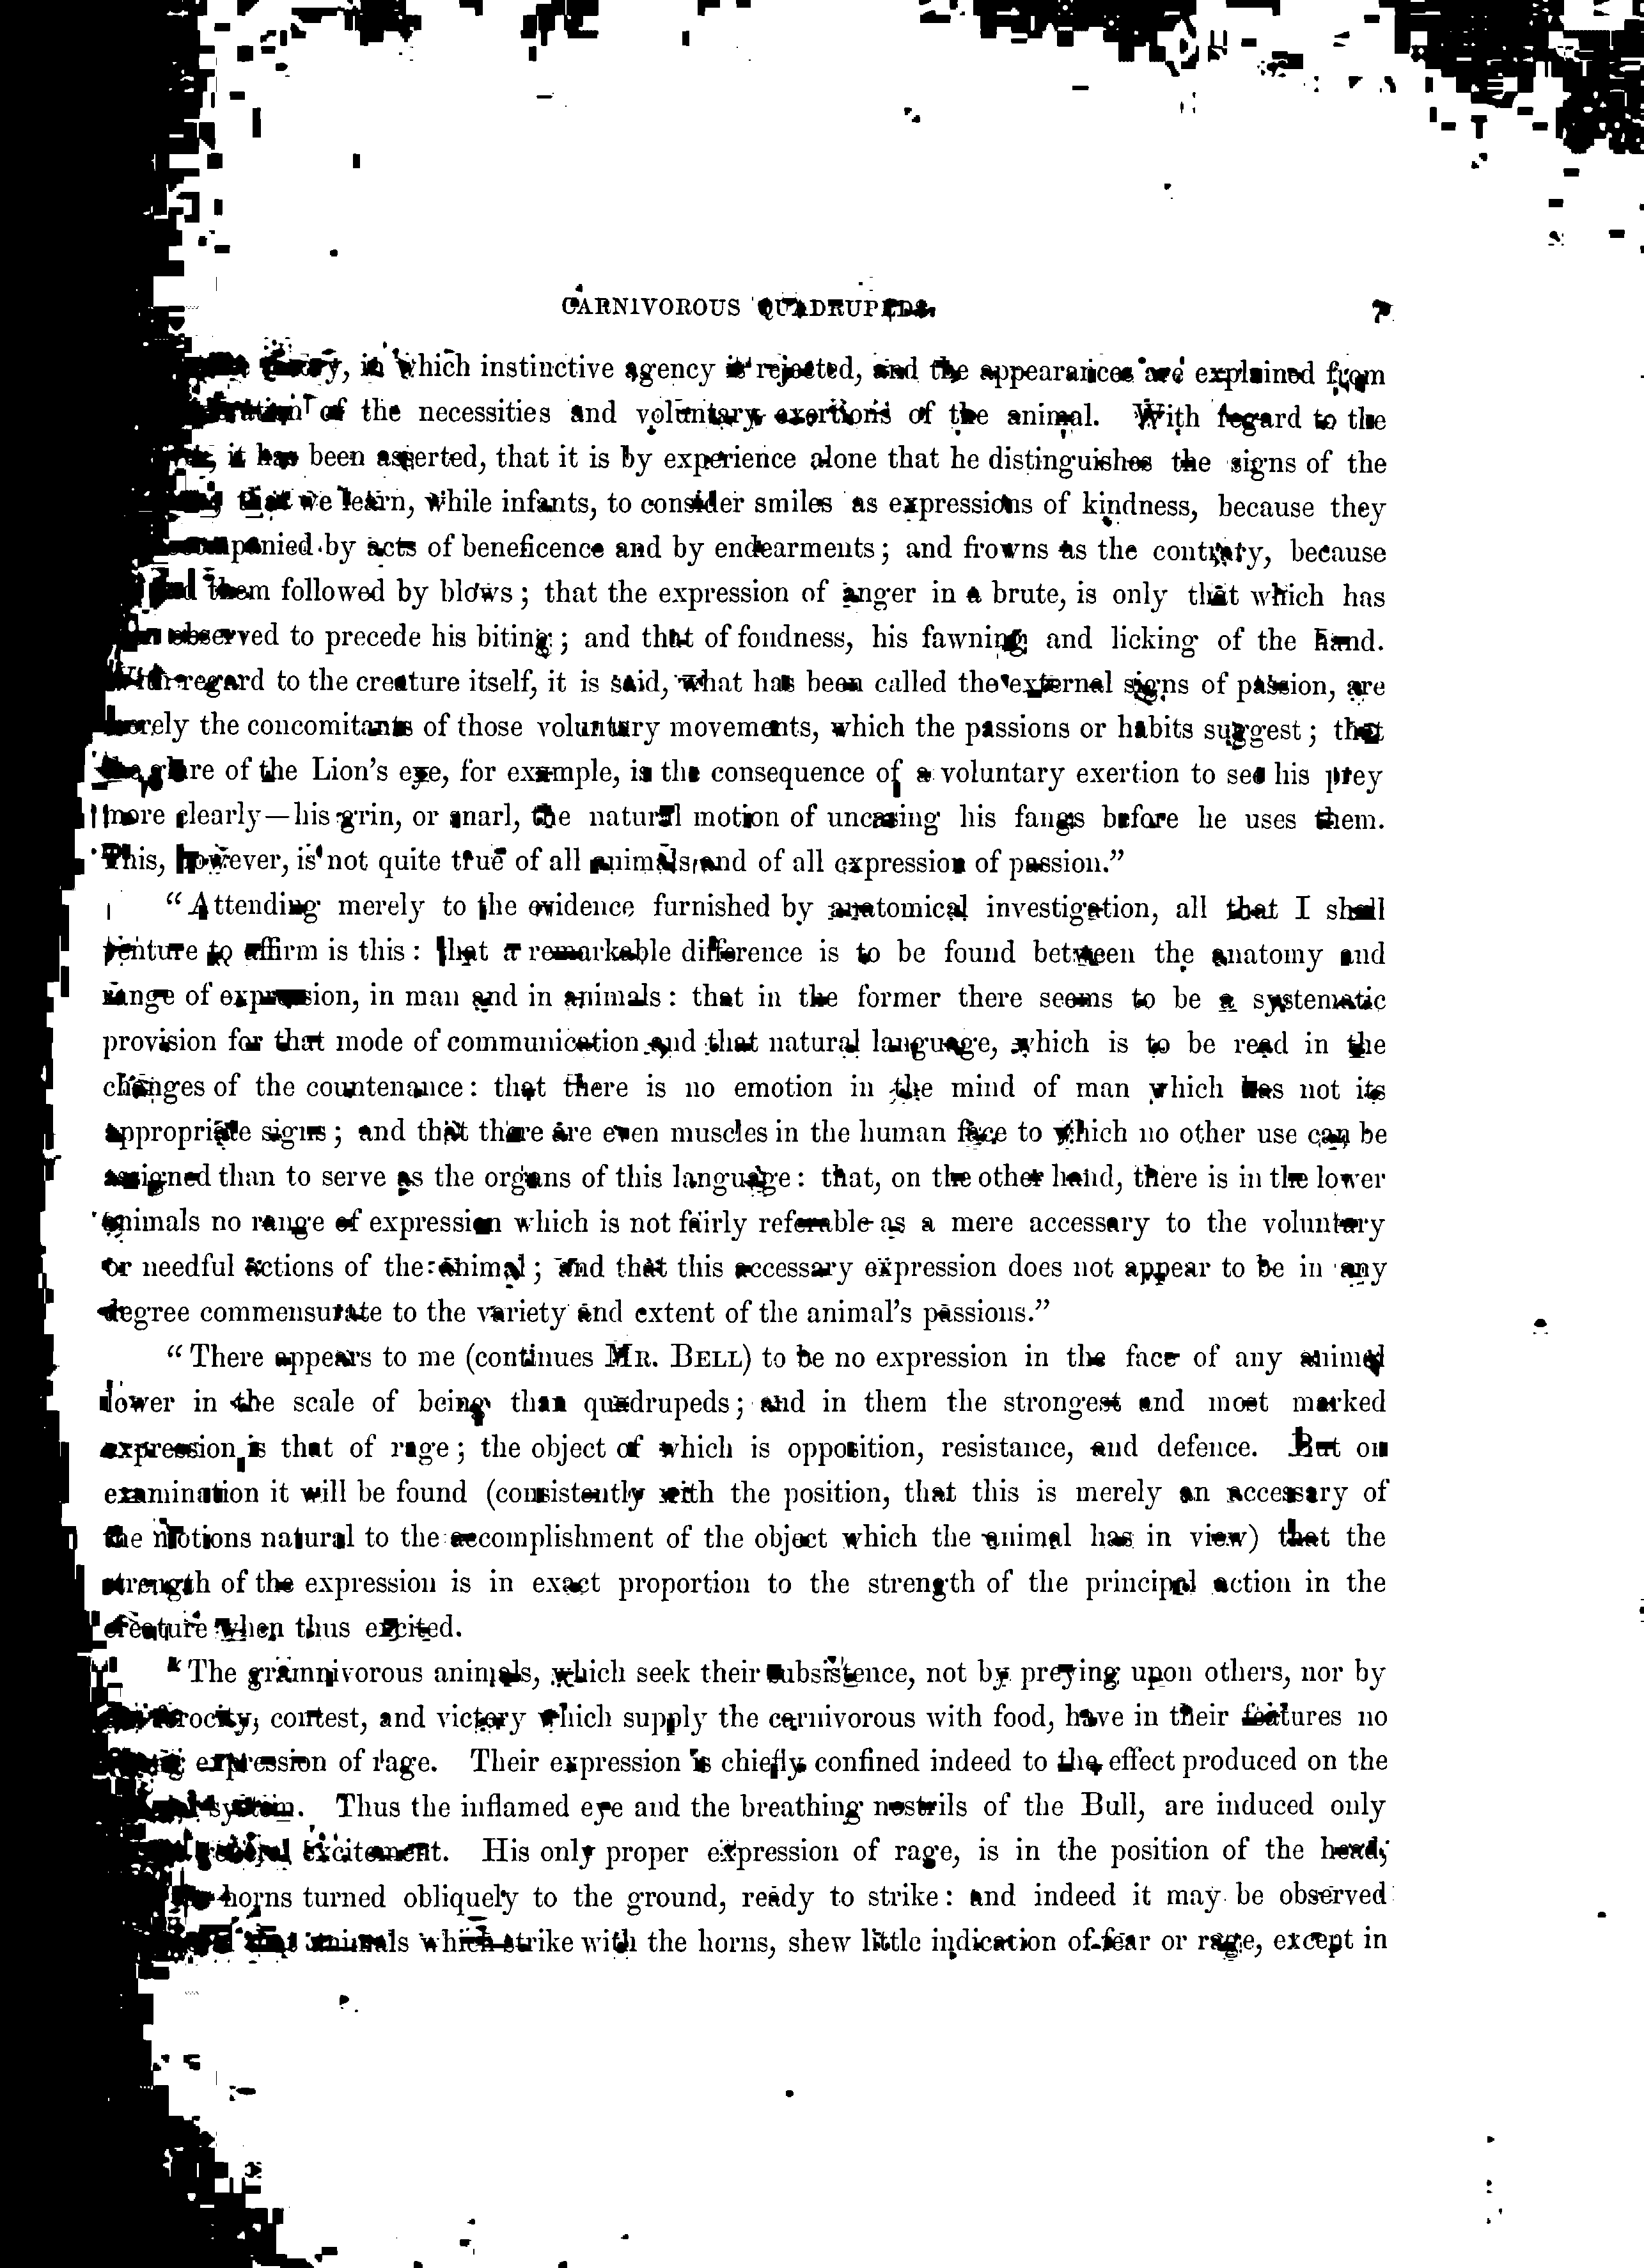 CARNIVOROUS QUADRUPEDS. 7
theory, in which instinctive agency is rejected, and the appearances are explained from
of the necessities and voluntary exertions of the animal. With regard to the
it has been asserted, that it is by experience alone that he distinguishes the signs of the
that we learn, while infants, to consider smiles as expressions of kindness, because they
accompanied by acts of beneficence and by endearments; and frowns as the contrary, because
them followed by blows; that the expression of anger in a brute, is only that which has
observed to precede his biting; and that of fondness, his fawning and licking of the hand.
With regard to the creature itself, it is said, what has been called the external signs of passion, are
merely the concomitants of those voluntary movements, which the passions or habits suggest; that
the glare of the Lion's eye, for example, is the consequence of a voluntary exertion to see his prey
more clearly—his grin, or snarl, the natural motion of uncasing his fangs before he uses them.
This, however, is not quite true of all animals and of all expression of passion.”
“Attending merely to the evidence furnished by anatomical investigation, all that I shall
venture to affirm is this: that a remarkable difference is to be found between the anatomy and
range of expression, in man and in animals: that in the former there seems to be a systematic
provision for that mode of communication and that natural language, which is to be read in the
changes of the countenance: that there is no emotion in the mind of man which has not its
appropriate signs; and that there are even muscles in the human face to which no other use can be
assigned than to serve as the organs of this language: that, on the other hand, there is in the lower
animals no range of expression which is not fairly referable as a mere accessary to the voluntary
or needful actions of the animal; and that this accessary expression does not appear to be in any
degree commensurate to the variety and extent of the animal's passions.”
“There appears to me (continues MR. BELL) to be no expression in the face of any animal
lower in the scale of being than quadrupeds; and in them the strongest and most marked
expression is that of rage; the object of which is opposition, resistance, and defence. But on
examination it will be found (consistently with the position, that this is merely an accessary of
the motions natural to the accomplishment of the object which the animal has in view) that the
strength of the expression is in exact proportion to the strength of the principal action in the
creature when thus excited.
“The graminivorous animals, which seek their subsistence, not by preying upon others, nor by
ferocity, contest, and victory which supply the carnivorous with food, have in their features no
strong expression of rage. Their expression is chiefly confined indeed to the effect produced on the
system. Thus the inflamed eye and the breathing nostrils of the Bull, are induced only
general excitement. His only proper expression of rage, is in the position of the head,
horns turned obliquely to the ground, ready to strike: and indeed it may be observed
that animals which strike with the horns, shew little indication of fear or rage, except in